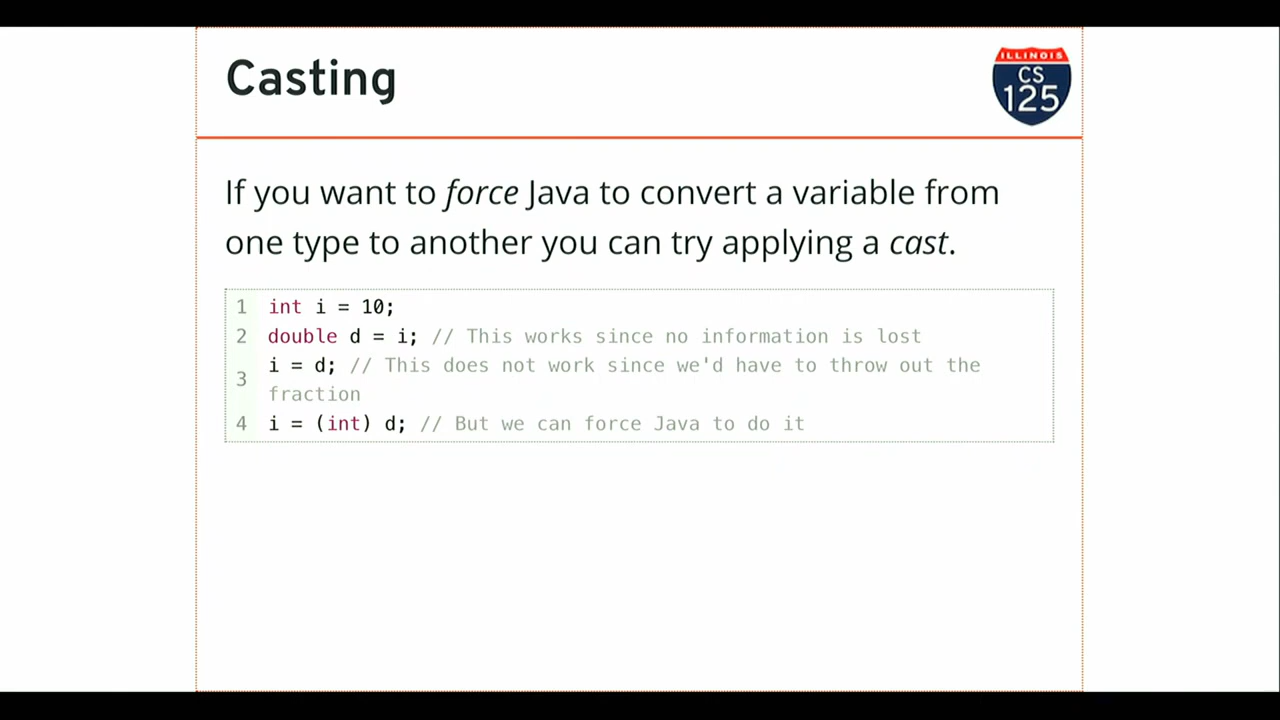 Casting
ILLINOIS
CS
125
If you want to force Java to convert a variable from
one type to another you can try applying a cast.
1 int i = 10;
2 double d = i; // This works since no information is lost
3 i = d; // This does not work since we'd have to throw out the
fraction
4 i = (int) d; // But we can force Java to do it